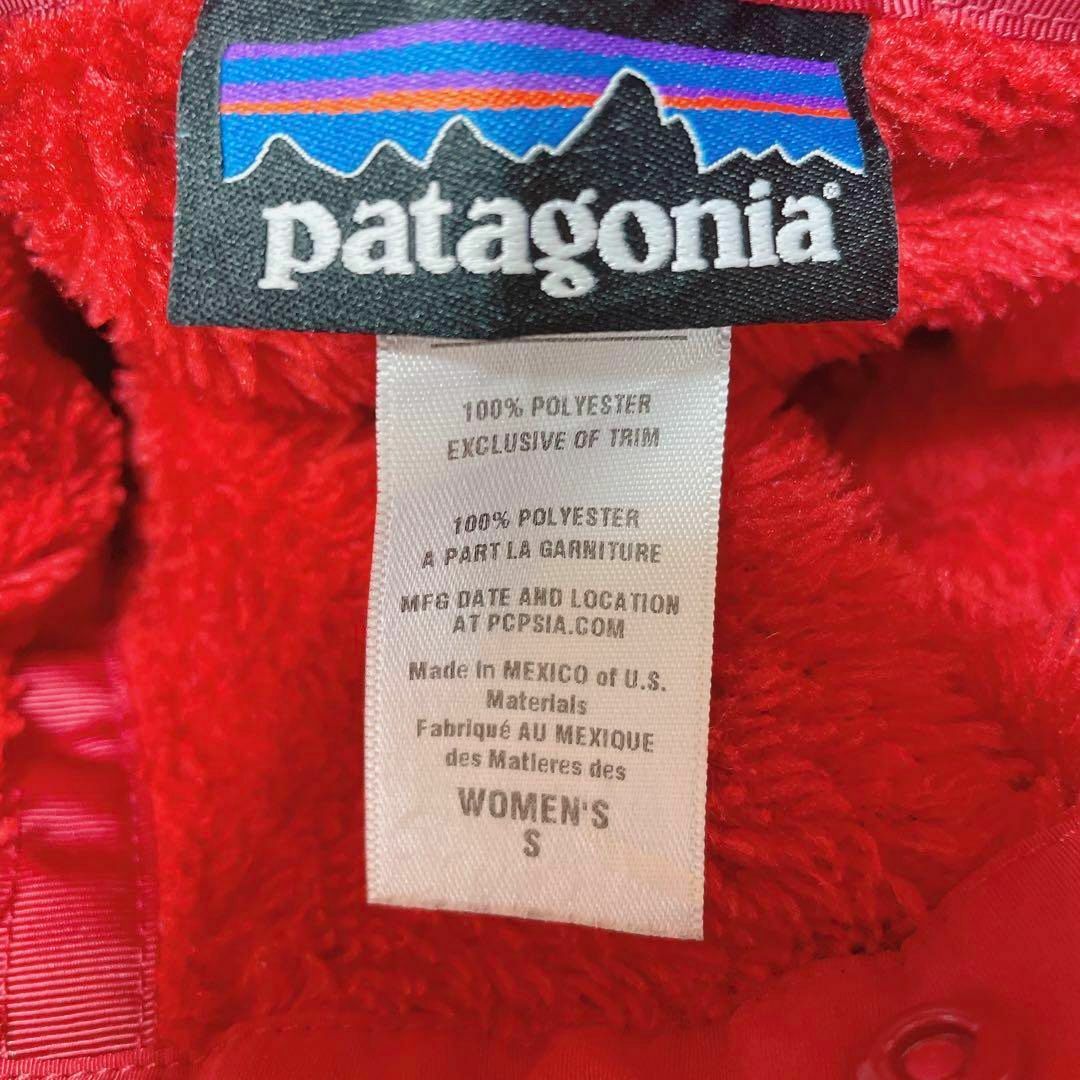 patagonia®
100% POLYESTER
EXCLUSIVE OF TRIM
100% POLYESTER
A PART LA GARNITURE
MFG DATE AND LOCATION
AT PCPSIA.COM
Made in MEXICO of U.S.
Materials
Fabriqué AU MEXIQUE
des Matieres des
WOMEN'S
S